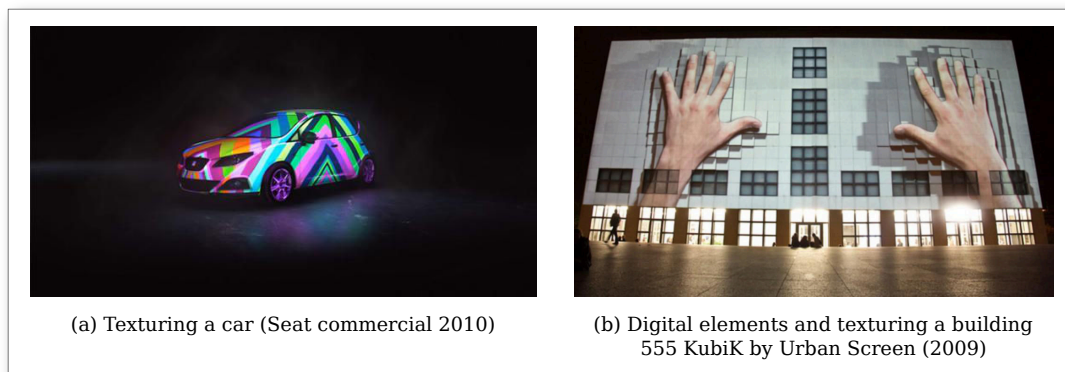 (a) Texturing a car (Seat commercial 2010)
(b) Digital elements and texturing a building
555 KubiK by Urban Screen (2009)